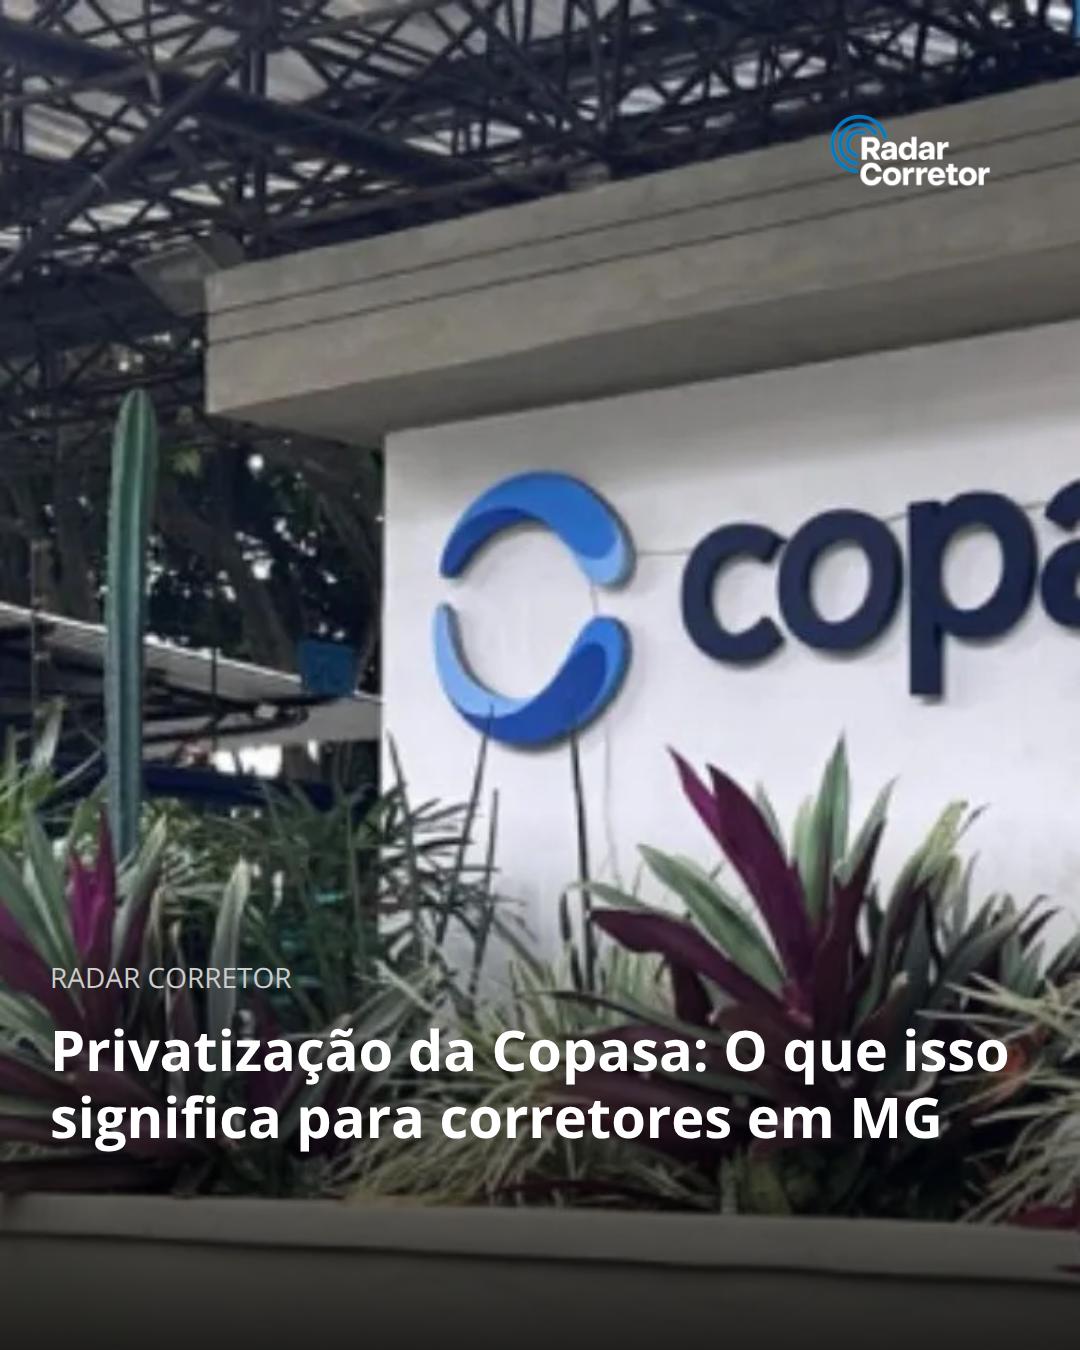 Radar
Corretor
copa
RADAR CORRETOR
Privatização da Copasa: O que isso
significa para corretores em MG